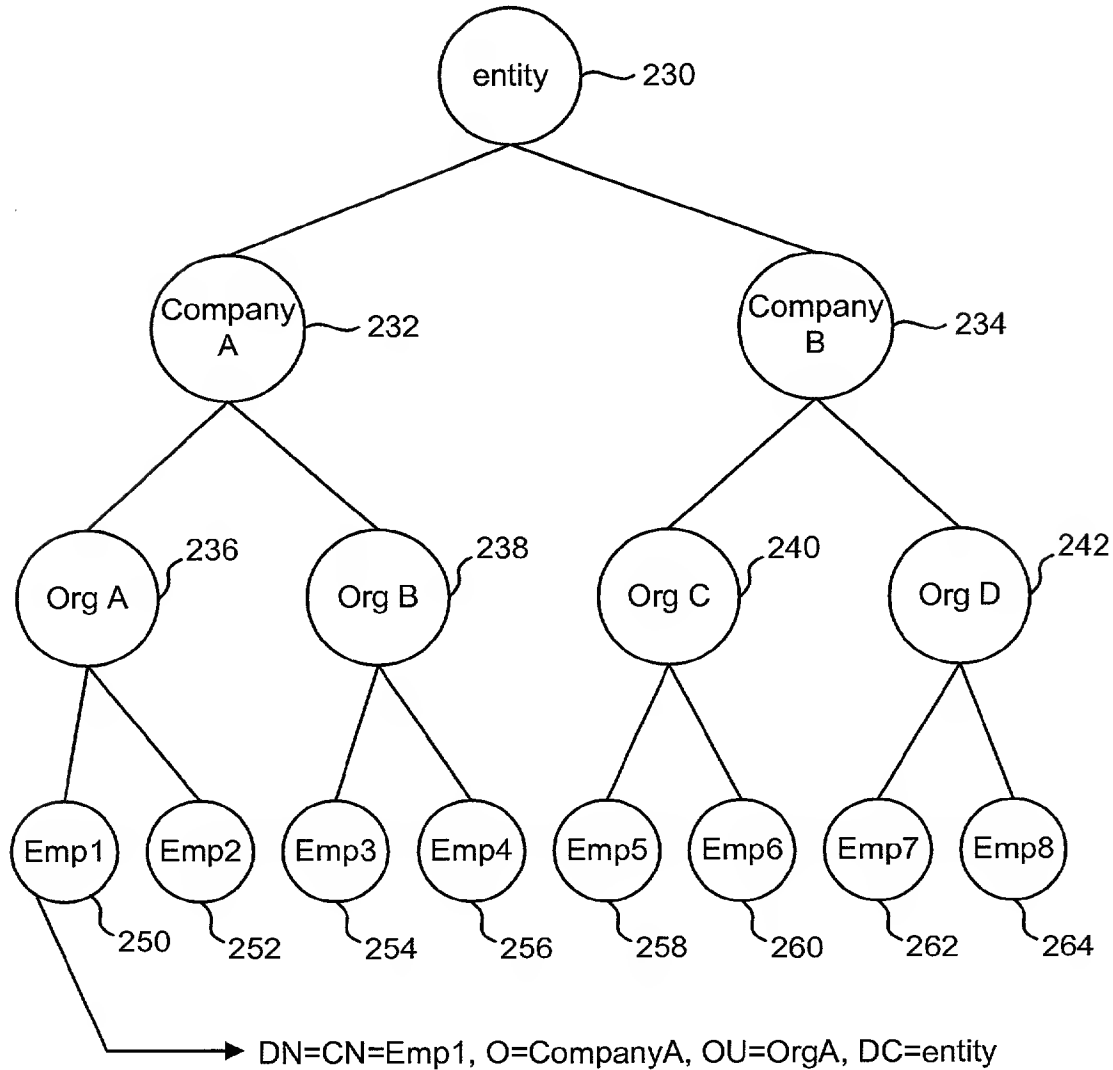 entity
230
Company
A
232
Company
B
234
Org A
236
Org B
238
Org C
240
Org D
242
Emp1
Emp2
Emp3
Emp4
Emp5
Emp6
Emp7
Emp8
250
252
254
256
258
260
262
264
DN=CN=Emp1, O=CompanyA, OU=OrgA, DC=entity